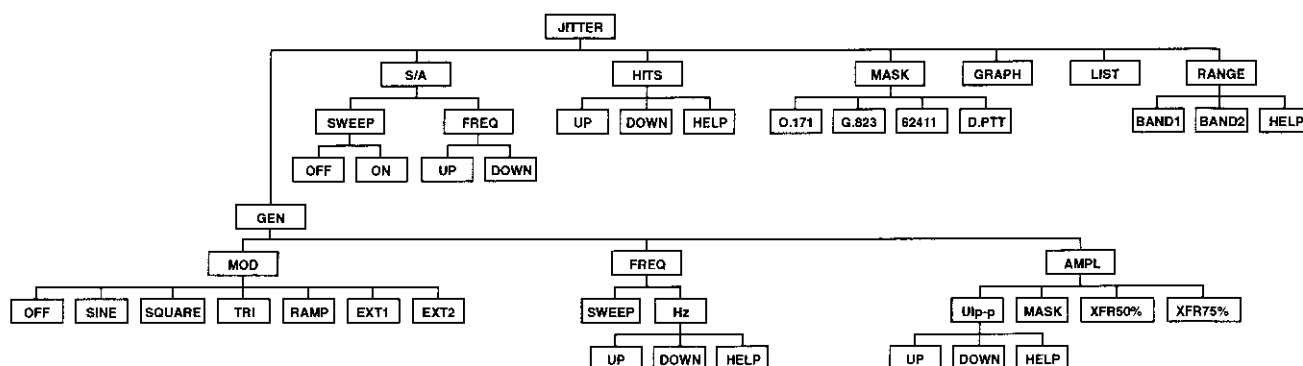 JITTER
S/A HITS MASK GRAPH LIST RANGE
SWEEP FREQ UP DOWN HELP O.171 G.823 62411 D.PTT BAND1 BAND2 HELP
OFF ON UP DOWN
GEN
MOD FREQ AMPL
OFF SINE SQUARE TRI RAMP EXT1 EXT2 SWEEP Hz UIp-p MASK XFR50% XFR75%
UP DOWN HELP UP DOWN HELP